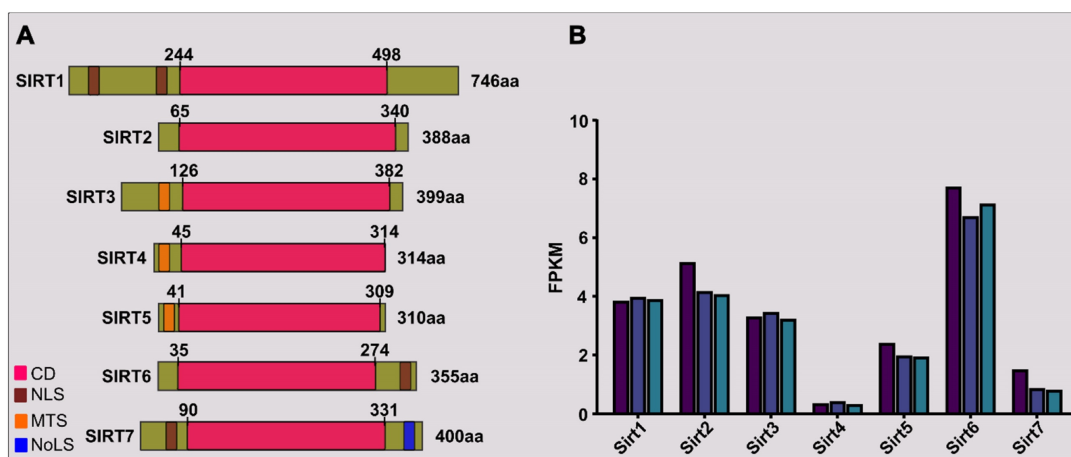 A
244 498
SIRT1 746aa
65 340
SIRT2 388aa
126 382
SIRT3 399aa
45 314
SIRT4 314aa
41 309
SIRT5 310aa
35 274
SIRT6 355aa
90 331
SIRT7 400aa
CD
NLS
MTS
NoLS
B
FPKM
10
8
6
4
2
0
Sirt1 Sirt2 Sirt3 Sirt4 Sirt5 Sirt6 Sirt7